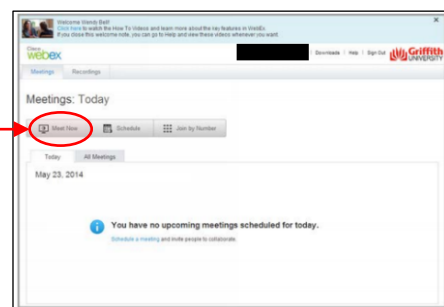 Welcome Wendy Bell!
Click here to watch the How To Videos and learn more about the key features in WebEx.
If you close this welcome note, you can go to Help and view these videos whenever you want.
Cisco
webex
Downloads | Help | Sign Out
Griffith
UNIVERSITY
Meetings Recordings
Meetings: Today
Meet Now Schedule Join by Number
Today All Meetings
May 23, 2014
You have no upcoming meetings scheduled for today.
Schedule a meeting and invite people to collaborate.